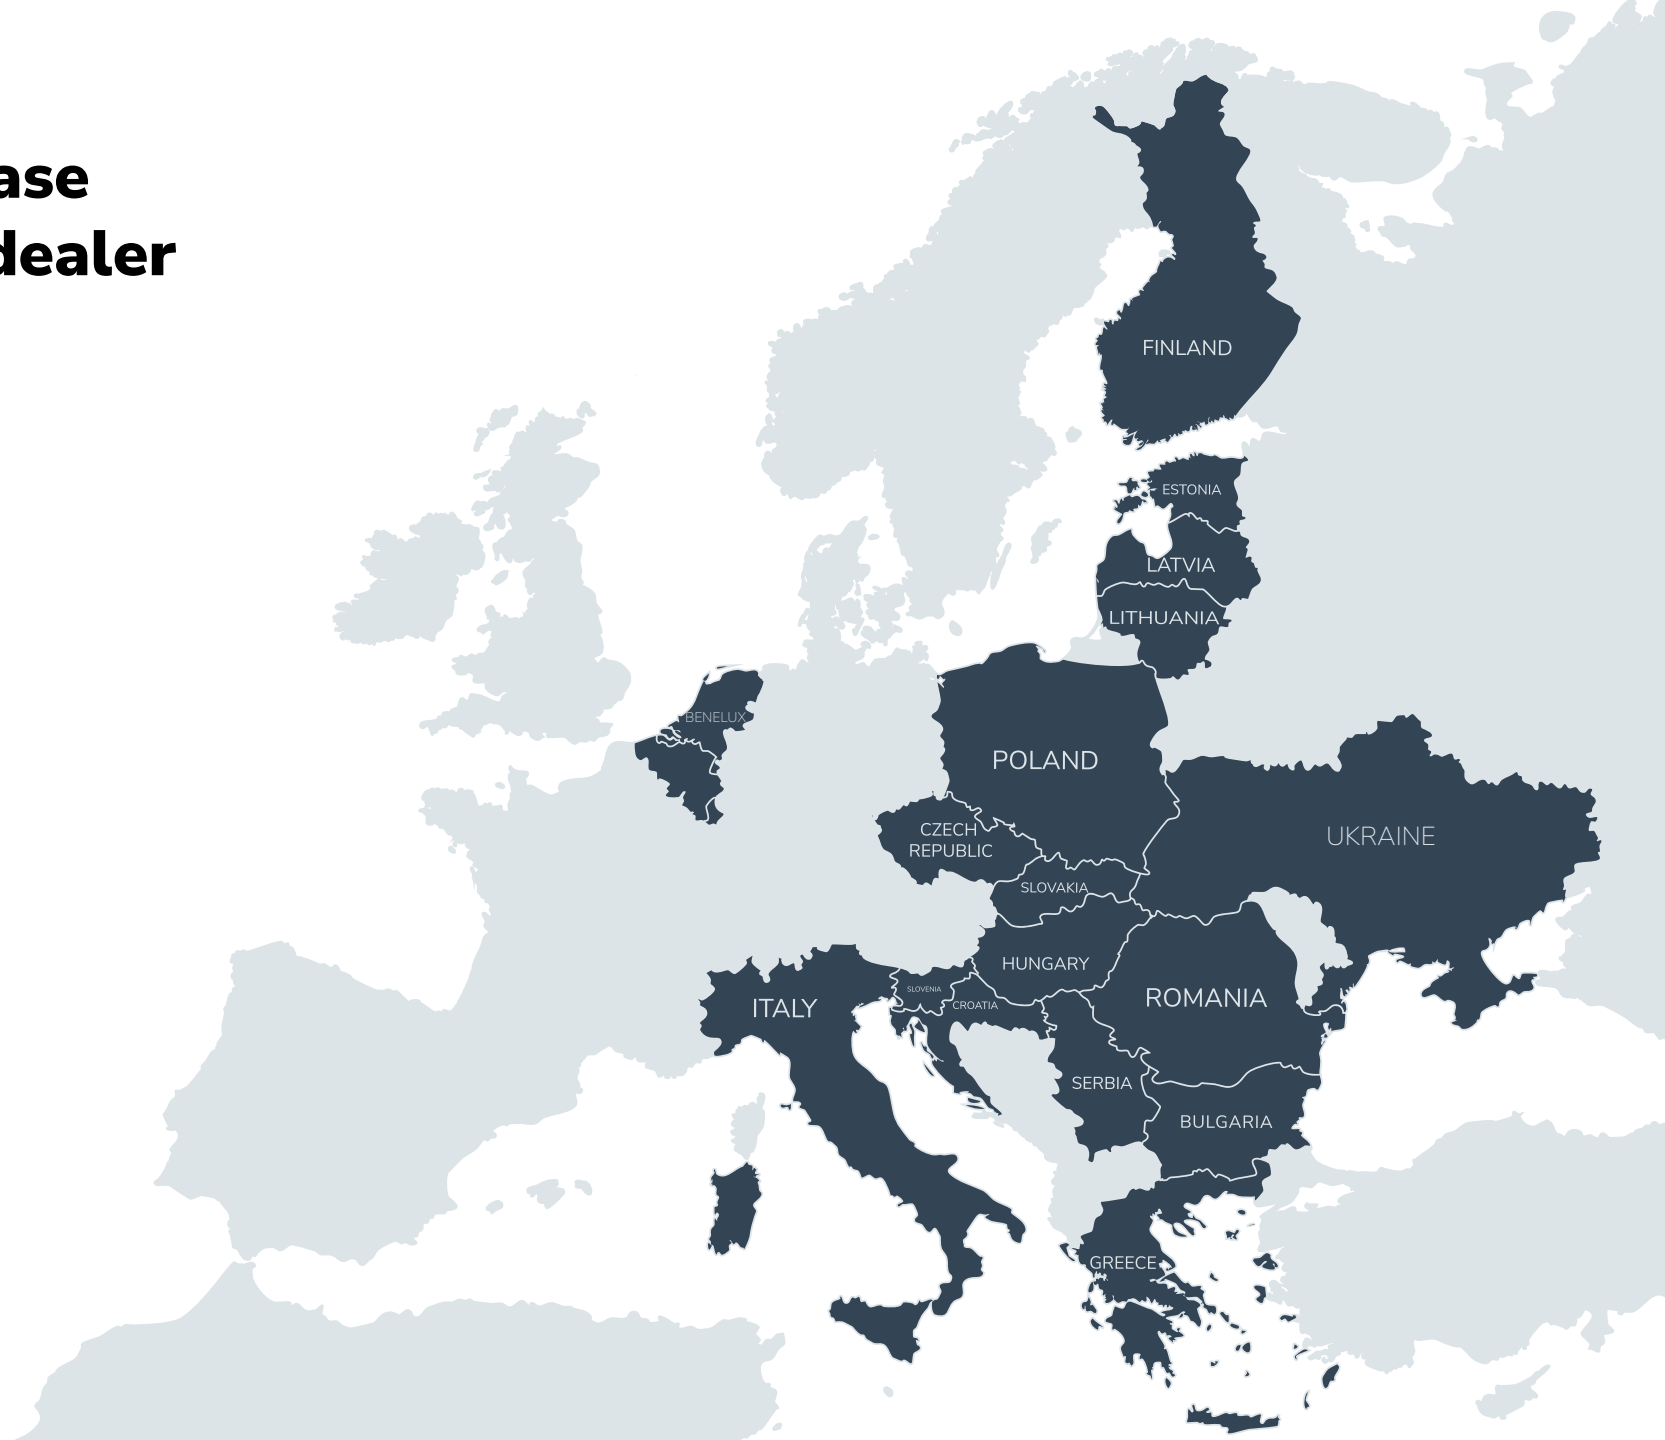 ase
dealer
FINLAND
ESTONIA
LATVIA
LITHUANIA
BENELUX
POLAND
UKRAINE
CZECH
REPUBLIC
SLOVAKIA
HUNGARY
SLOVENIA
CROATIA
ITALY
ROMANIA
SERBIA
BULGARIA
GREECE